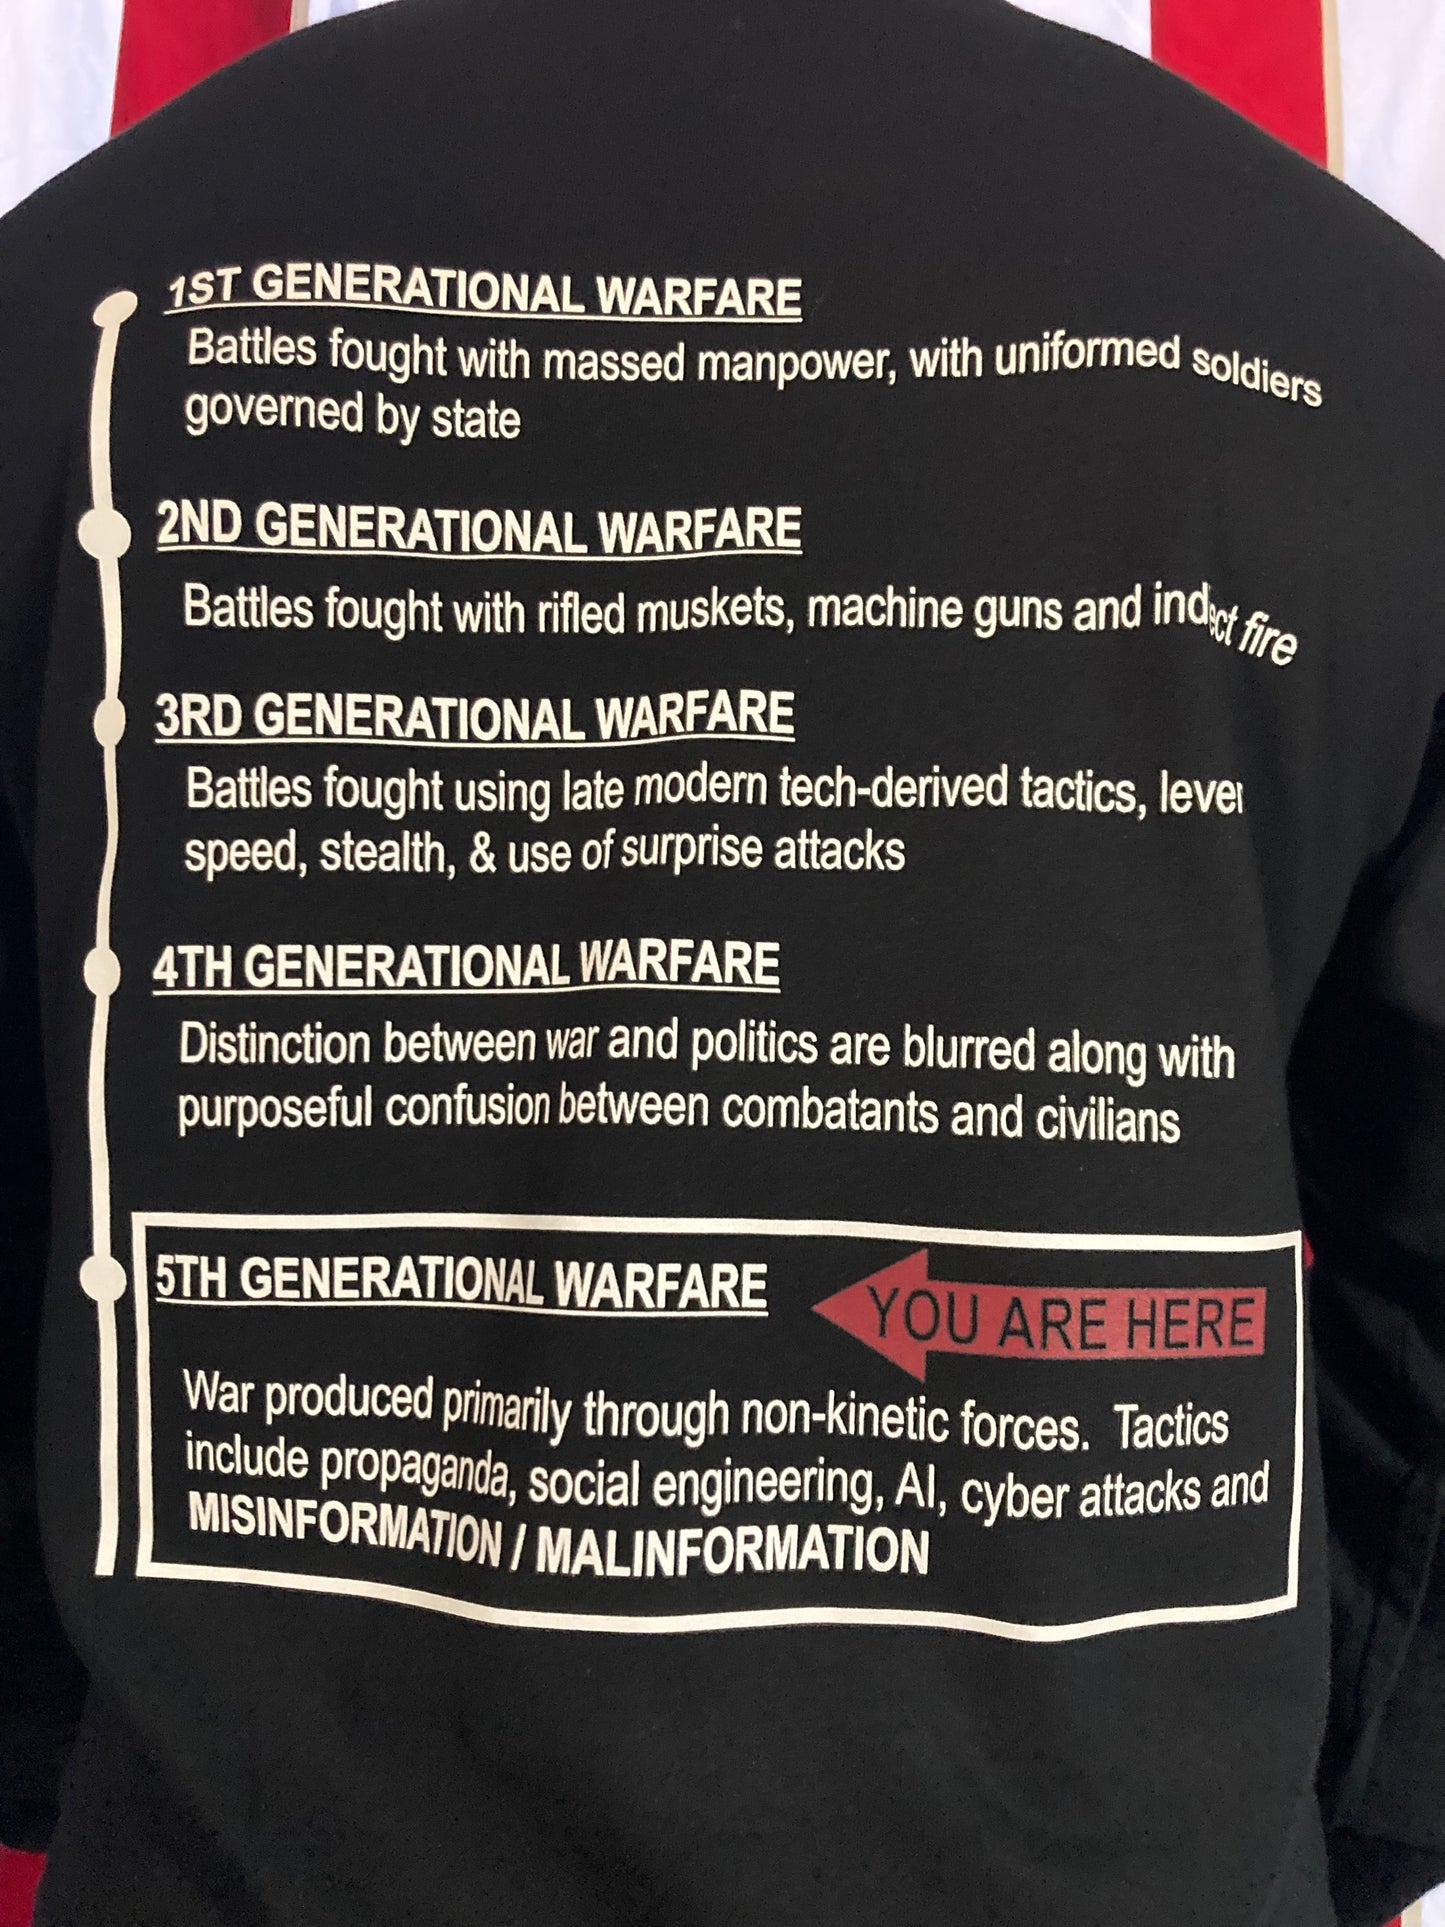 1ST GENERATIONAL WARFARE
Battles fought with massed manpower, with uniformed soldiers
governed by state
2ND GENERATIONAL WARFARE
Battles fought with rifled muskets, machine guns and fire
3RD GENERATIONAL WARFARE
Battles fought using late modern tech-derived tactics,
speed, stealth, & use of surprise attacks
4TH GENERATIONAL WARFARE
Distinction between war and politics are blurred along with
purposeful confusion between combatants and civilians
5TH GENERATIONAL WARFARE
YOU ARE HERE
War produced primarily through non-kinetic forces. Tactics
include propaganda, social engineering, AI, cyber attacks and
MISINFORMATION / MALINFORMATION